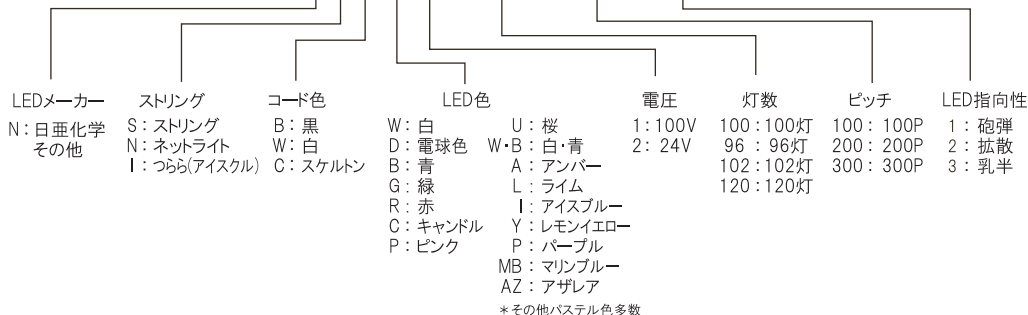 LEDメーカー
N：日亜化学
その他
ストリング
S：ストリング
N：ネットライト
I：つらら(アイスクル)
コード色
B：黒
W：白
C：スケルトン
LED色
W：白
D：電球色
B：青
G：緑
R：赤
C：キャンドル
P：ピンク
U：桜
W・B：白・青
A：アンバー
L：ライム
I：アイスブルー
Y：レモンイエロー
P：パープル
MB：マリンブルー
AZ：アザレア
＊その他パステル色多数
電圧
1：100V
2：24V
灯数
100：100灯
96：96灯
102：102灯
120：120灯
ピッチ
100：100P
200：200P
300：300P
LED指向性
1：砲弾
2：拡散
3：乳半